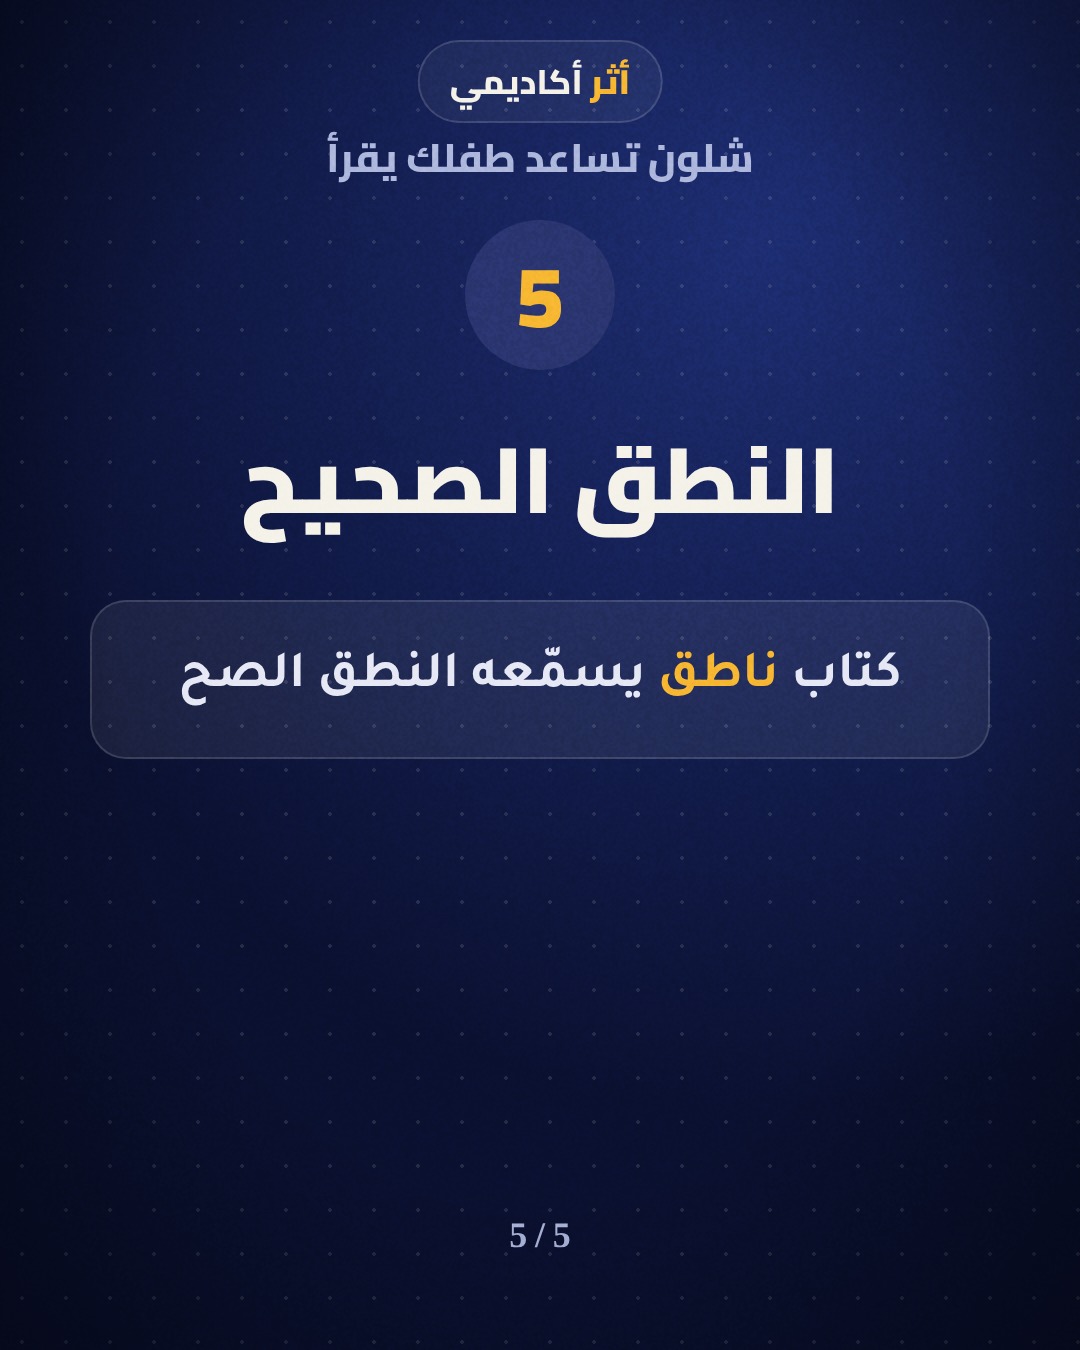 أثر أكاديمي
شلون تساعد طفلك يقرأ
5
النطق الصحيح
كتاب ناطق يسمّعه النطق الصح
5 / 5